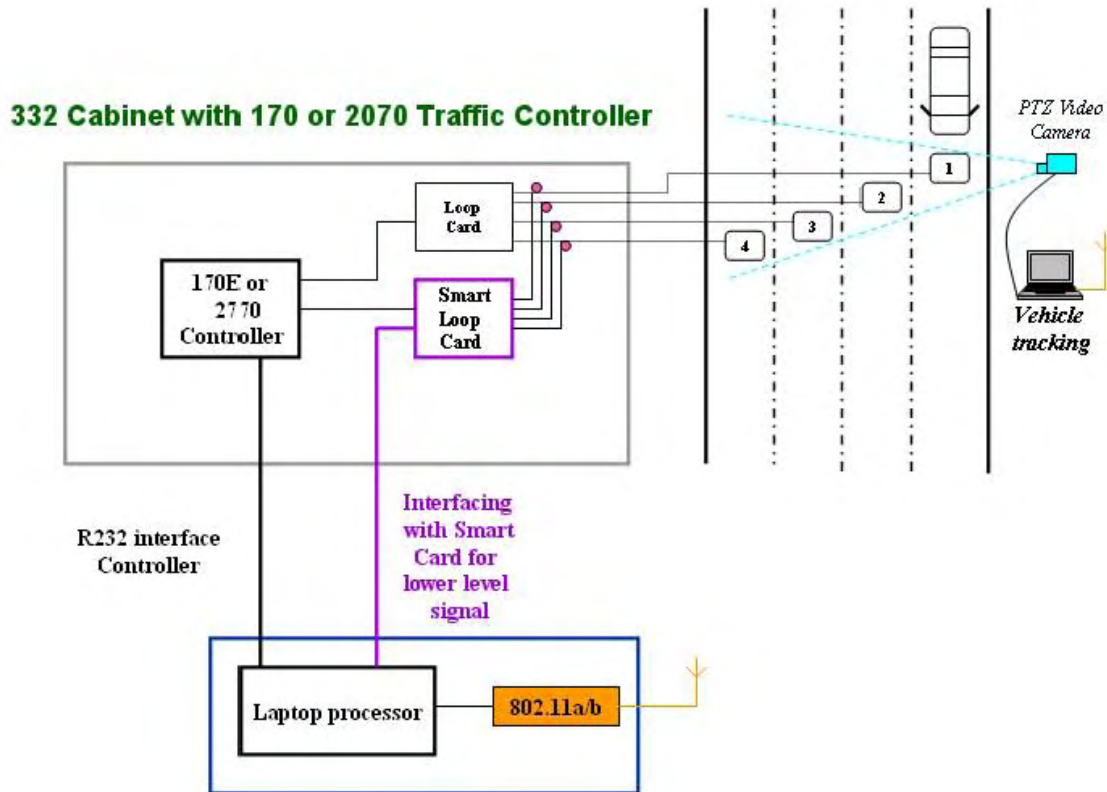 332 Cabinet with 170 or 2070 Traffic Controller
PTZ Video
Camera
1
2
3
4
Loop
Card
170E or
2770
Controller
Smart
Loop
Card
Vehicle
tracking
R232 interface
Controller
Interfacing
with Smart
Card for
lower level
signal
Laptop processor
802.11a/b